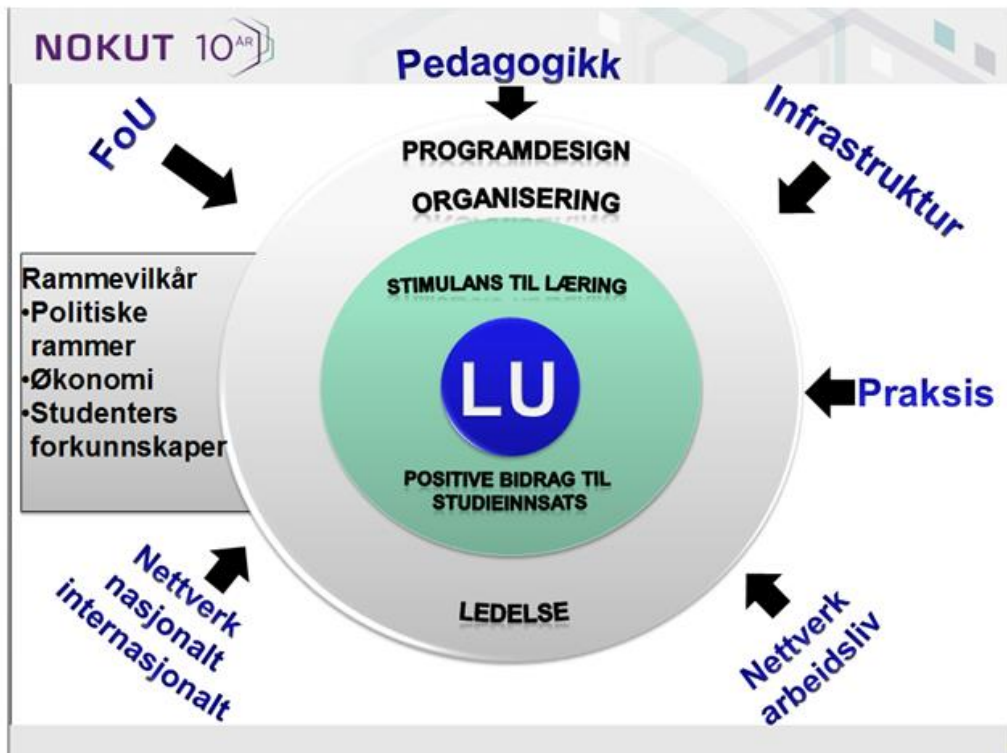 NOKUT 10 ÅR
Pedagogikk
FoU
Infrastruktur
PROGRAMDESIGN
ORGANISERING
Rammevilkår
•Politiske
rammer
•Økonomi
•Studenters
forkunnskaper
STIMULANS TIL LÆRING
LU
Praksis
POSITIVE BIDRAG TIL
STUDIEINNSATS
Nettverk
nasjonalt
internasjonalt
LEDELSE
Nettverk
arbeidsliv